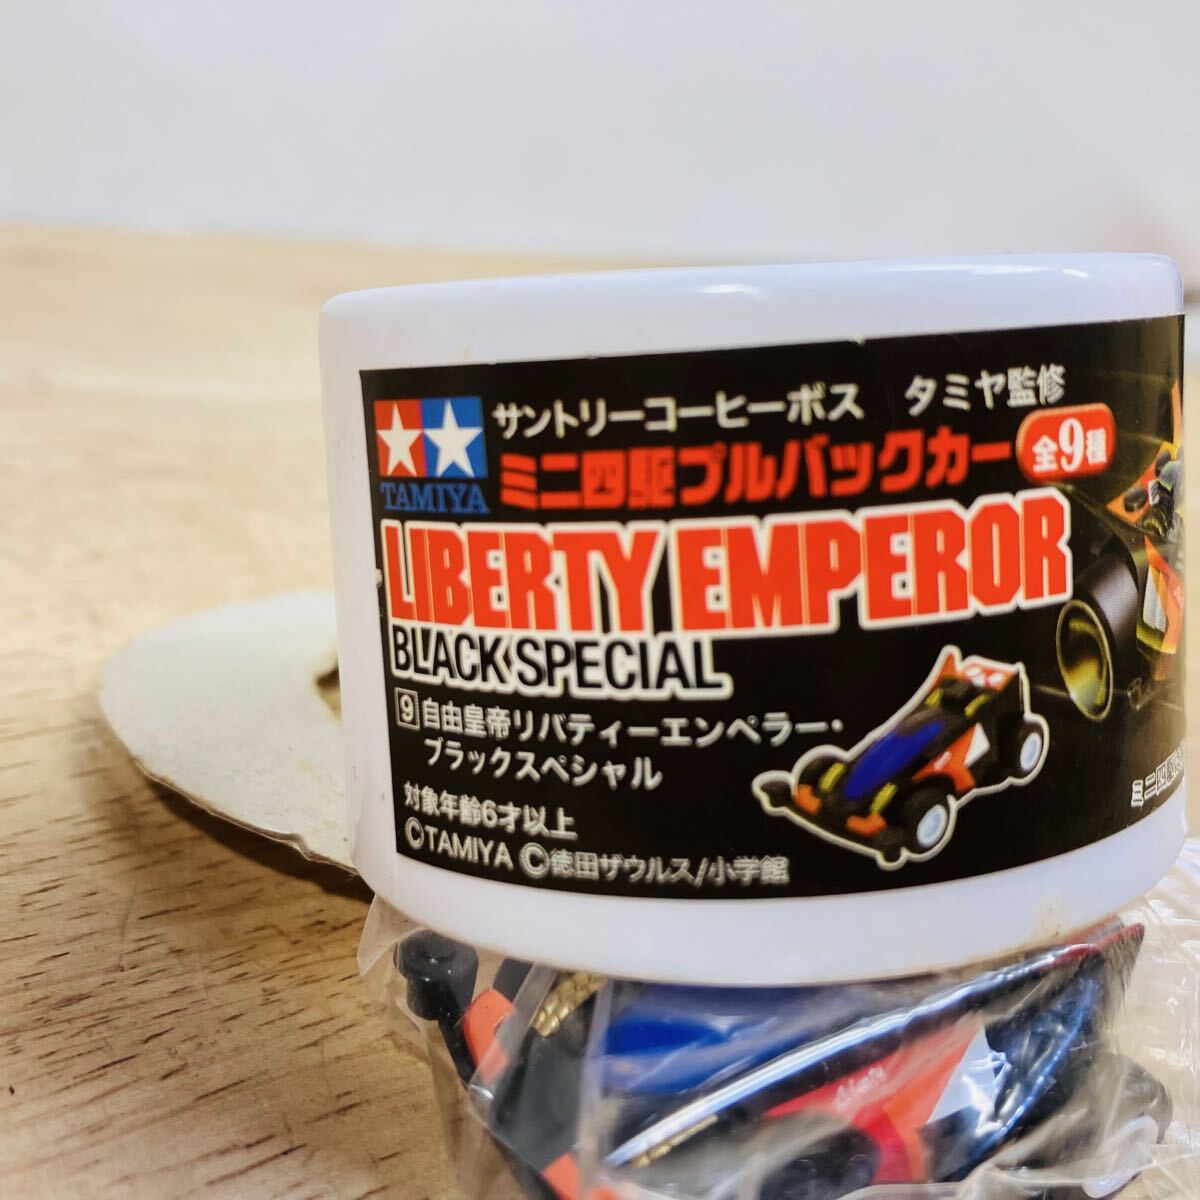 サントリーコーヒーボス タミヤ監修
TAMIYA
ミニ四駆プルバックカー
全9種
LIBERTY EMPEROR
BLACK SPECIAL
9 自由皇帝リバティーエンペラー・
ブラックスペシャル
対象年齢6才以上
©TAMIYA ©徳田ザウルス/小学館
ミニ四駆